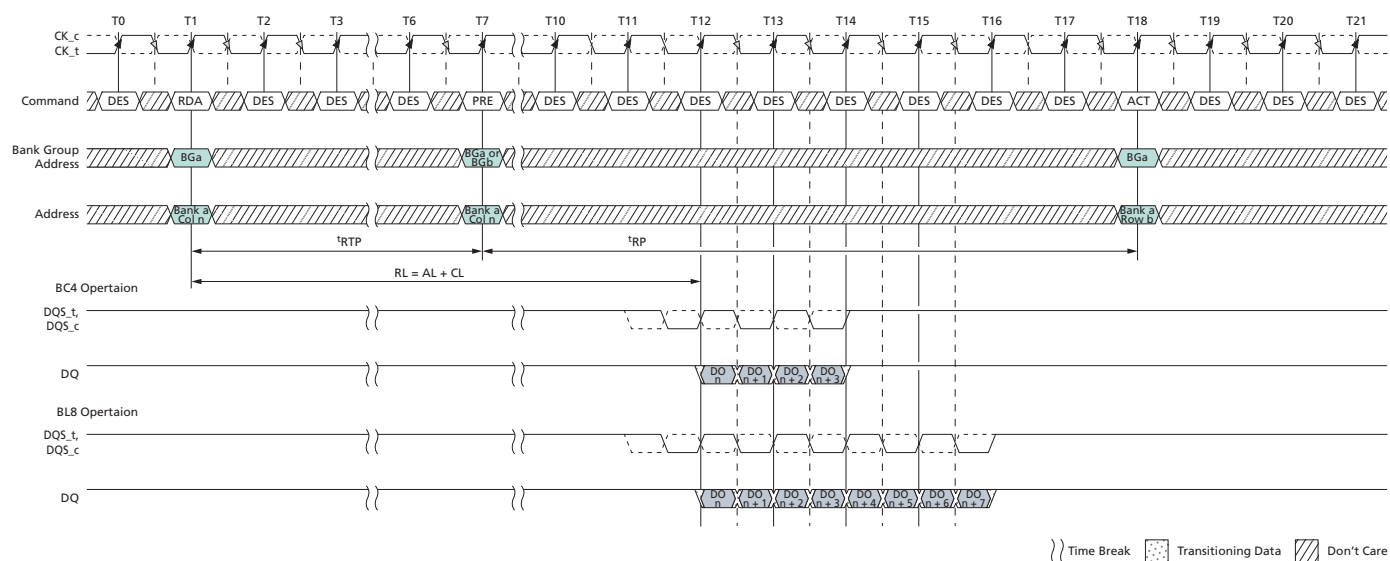 T0 T1 T2 T3 T6 T7 T10 T11 T12 T13 T14 T15 T16 T17 T18 T19 T20 T21
CK_c
CK_t
Command DES RDA DES DES DES PRE DES DES DES DES DES DES DES DES ACT DES DES DES
Bank Group
Address
BGa
BGa or
BGb
BGa
Address
Bank a
Col n
Bank a
Col n
Bank a
Row b
tRTP tRP
RL = AL + CL
BC4 Opertaion
DQS_t,
DQS_c
DQ
DO
n
DO
n + 1
DO
n + 2
DO
n + 3
BL8 Opertaion
DQS_t,
DQS_c
DQ
DO
n
DO
n + 1
DO
n + 2
DO
n + 3
DO
n + 4
DO
n + 5
DO
n + 6
DO
n + 7
Time Break Transitioning Data Don't Care